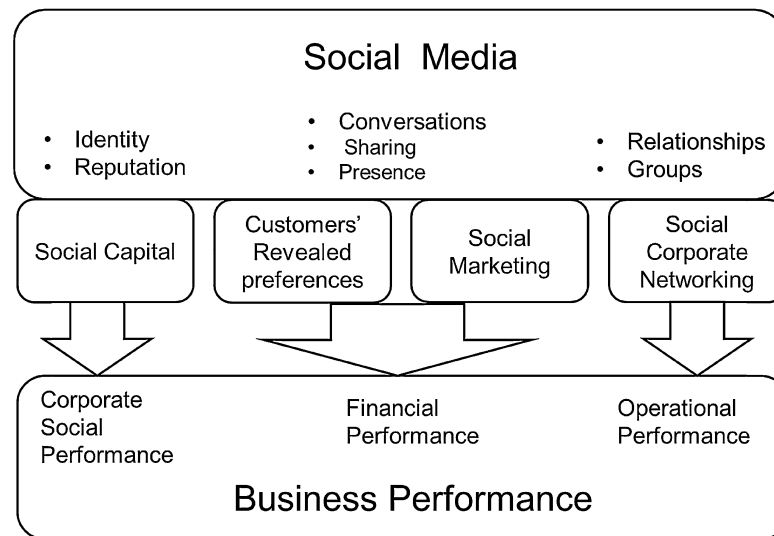 Social Media
• Identity
• Reputation
• Conversations
• Sharing
• Presence
• Relationships
• Groups
Social Capital
Customers’
Revealed
preferences
Social
Marketing
Social
Corporate
Networking
Corporate
Social
Performance
Financial
Performance
Operational
Performance
Business Performance